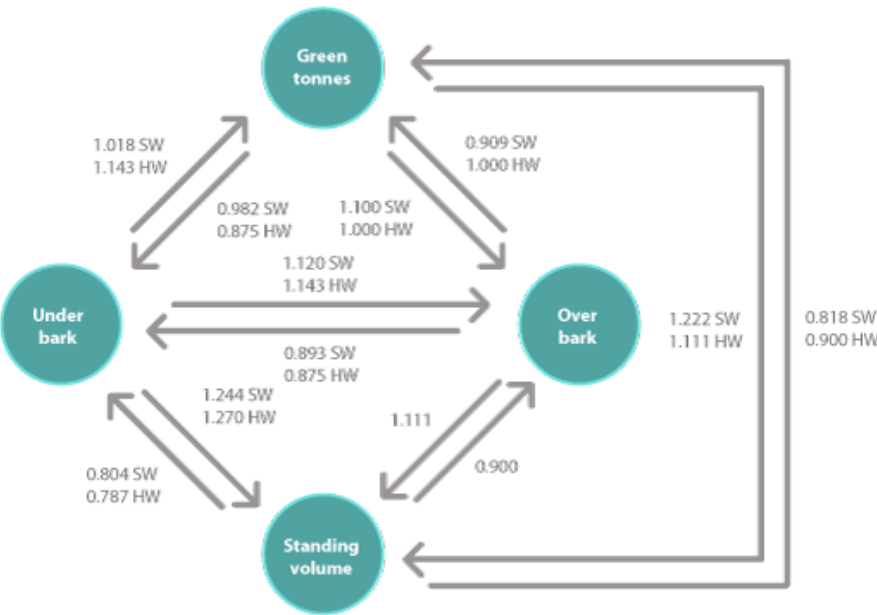 Green
tonnes
1.018 SW
1.143 HW
0.909 SW
1.000 HW
0.982 SW
0.875 HW
1.100 SW
1.000 HW
1.120 SW
1.143 HW
Under
bark
Over
bark
1.222 SW
1.111 HW
0.818 SW
0.900 HW
0.893 SW
0.875 HW
1.244 SW
1.270 HW
1.111
0.900
0.804 SW
0.787 HW
Standing
volume